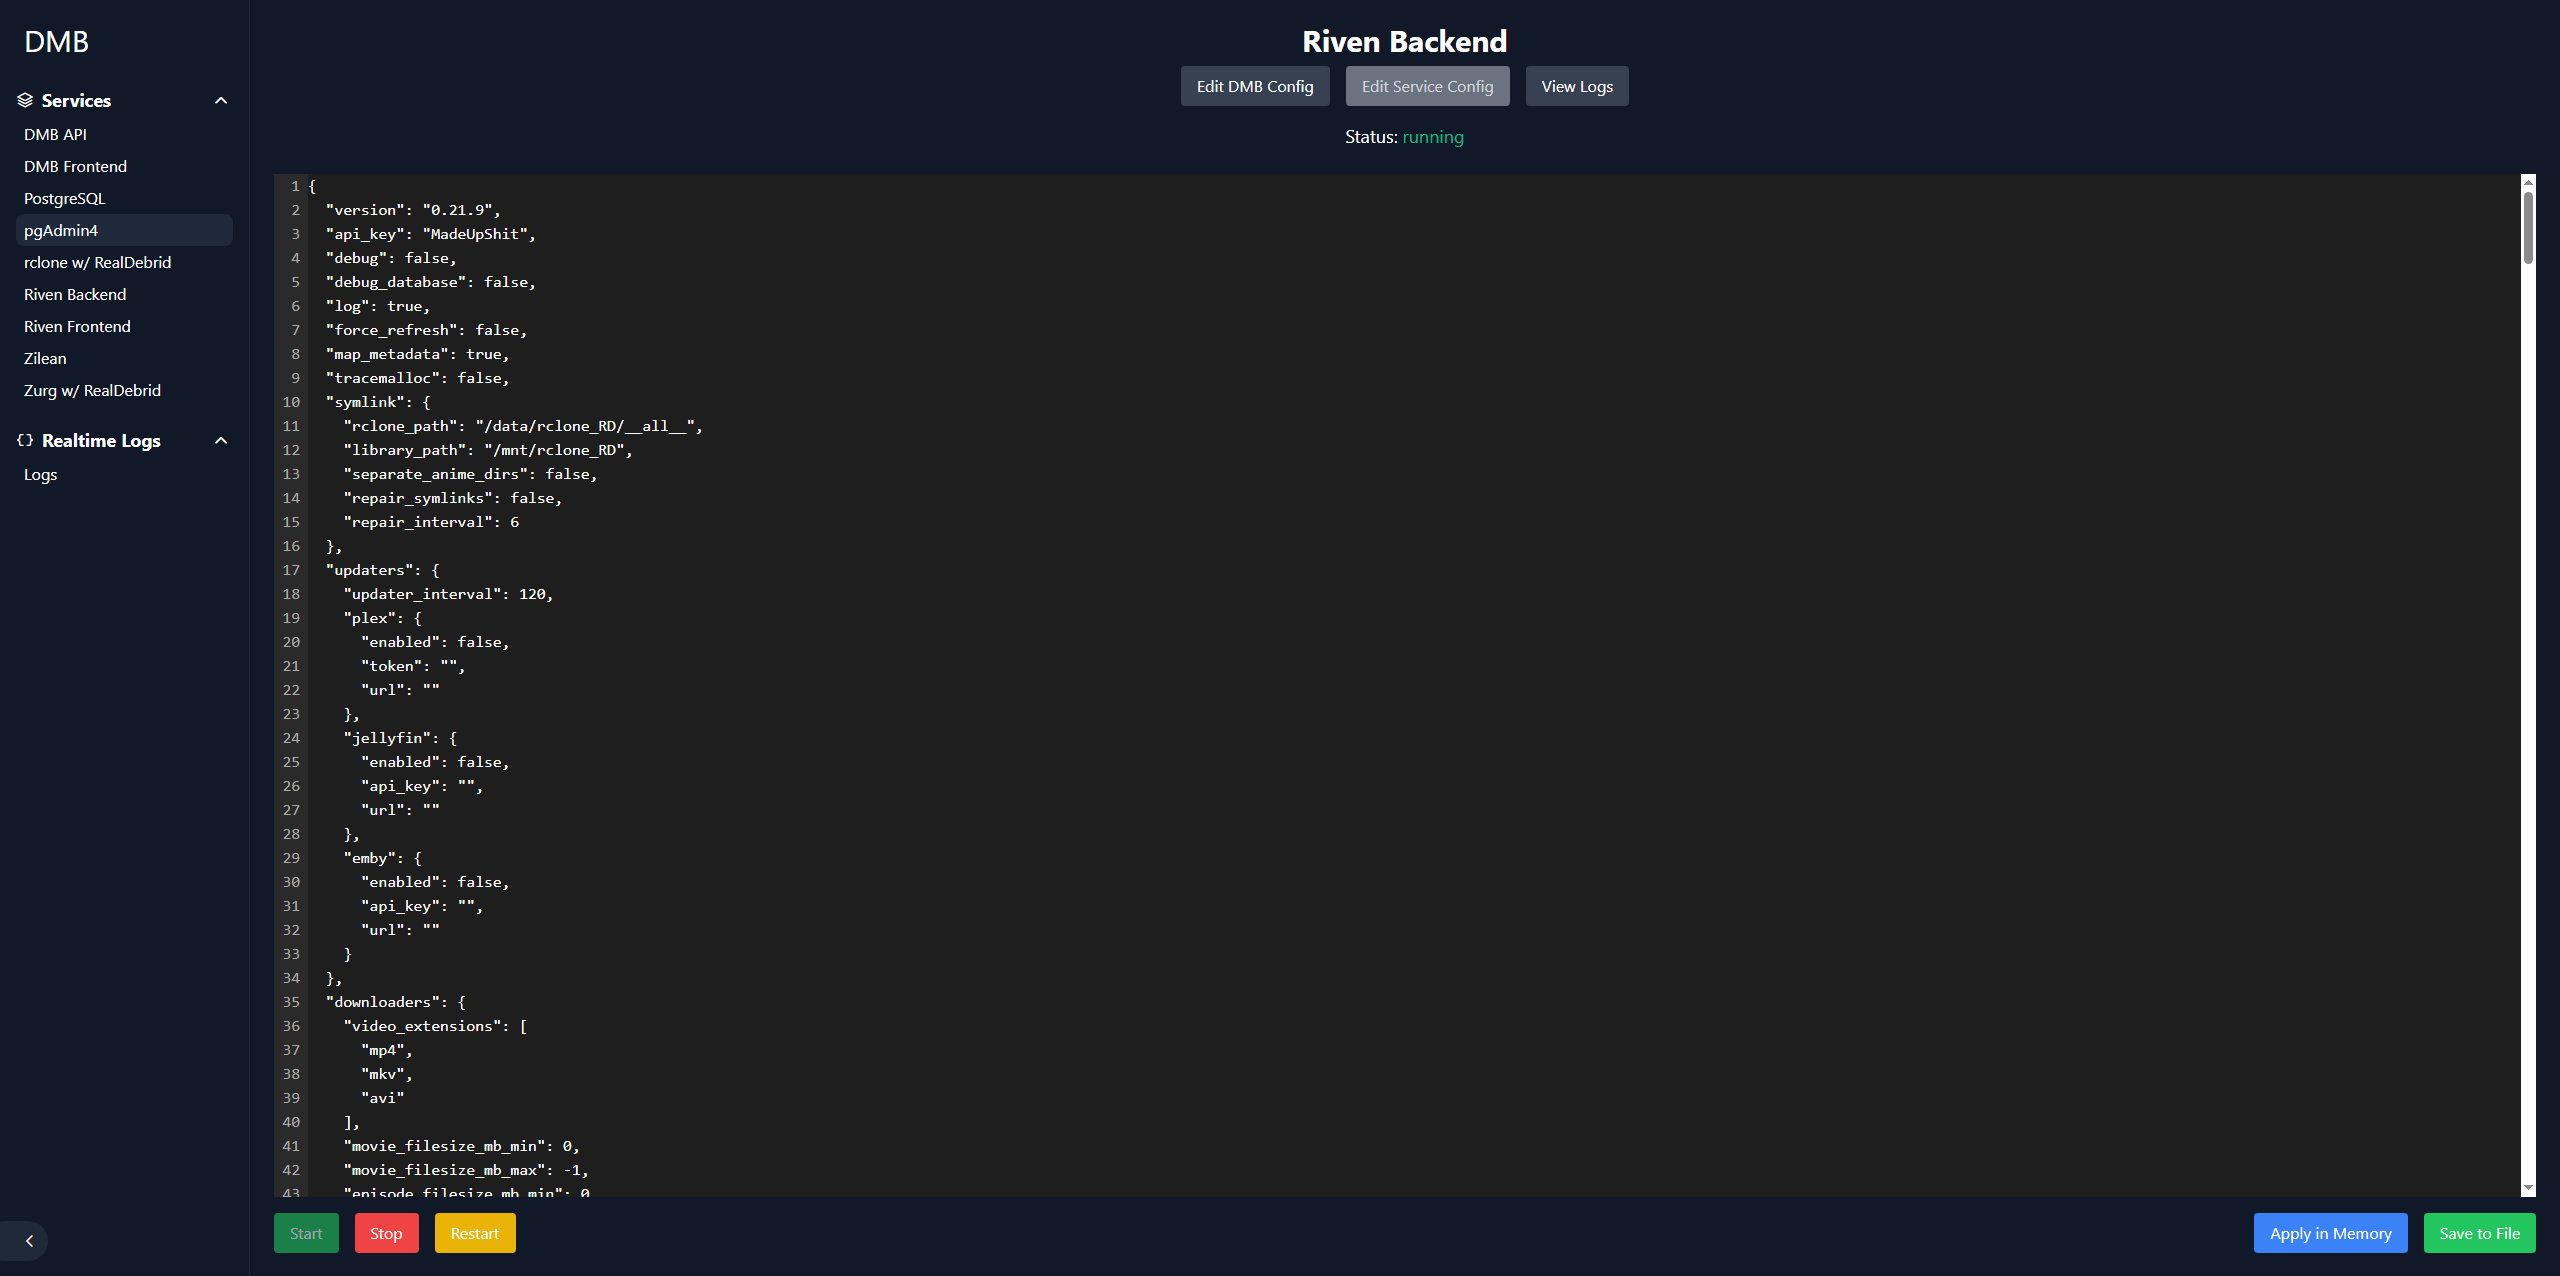 DMB
Services
DMB API
DMB Frontend
PostgreSQL
pgAdmin4
rclone w/ RealDebrid
Riven Backend
Riven Frontend
Zilean
Zurg w/ RealDebrid
Realtime Logs
Logs
Riven Backend
Edit DMB Config
Edit Service Config
View Logs
Status: running
1 {
2 "version": "0.21.9",
3 "api_key": "MadeUpShit",
4 "debug": false,
5 "debug_database": false,
6 "log": true,
7 "force_refresh": false,
8 "map_metadata": true,
9 "tracemalloc": false,
10 "symlink": {
11 "rclone_path": "/data/rclone_RD/__all__",
12 "library_path": "/mnt/rclone_RD",
13 "separate_anime_dirs": false,
14 "repair_symlinks": false,
15 "repair_interval": 6
16 },
17 "updaters": {
18 "updater_interval": 120,
19 "plex": {
20 "enabled": false,
21 "token": "",
22 "url": ""
23 },
24 "jellyfin": {
25 "enabled": false,
26 "api_key": "",
27 "url": ""
28 },
29 "emby": {
30 "enabled": false,
31 "api_key": "",
32 "url": ""
33 }
34 },
35 "downloaders": {
36 "video_extensions": [
37 "mp4",
38 "mkv",
39 "avi"
40 ],
41 "movie_filesize_mb_min": 0,
42 "movie_filesize_mb_max": -1,
43 "episode_filesize_mb_min": 0
Start
Stop
Restart
Apply in Memory
Save to File